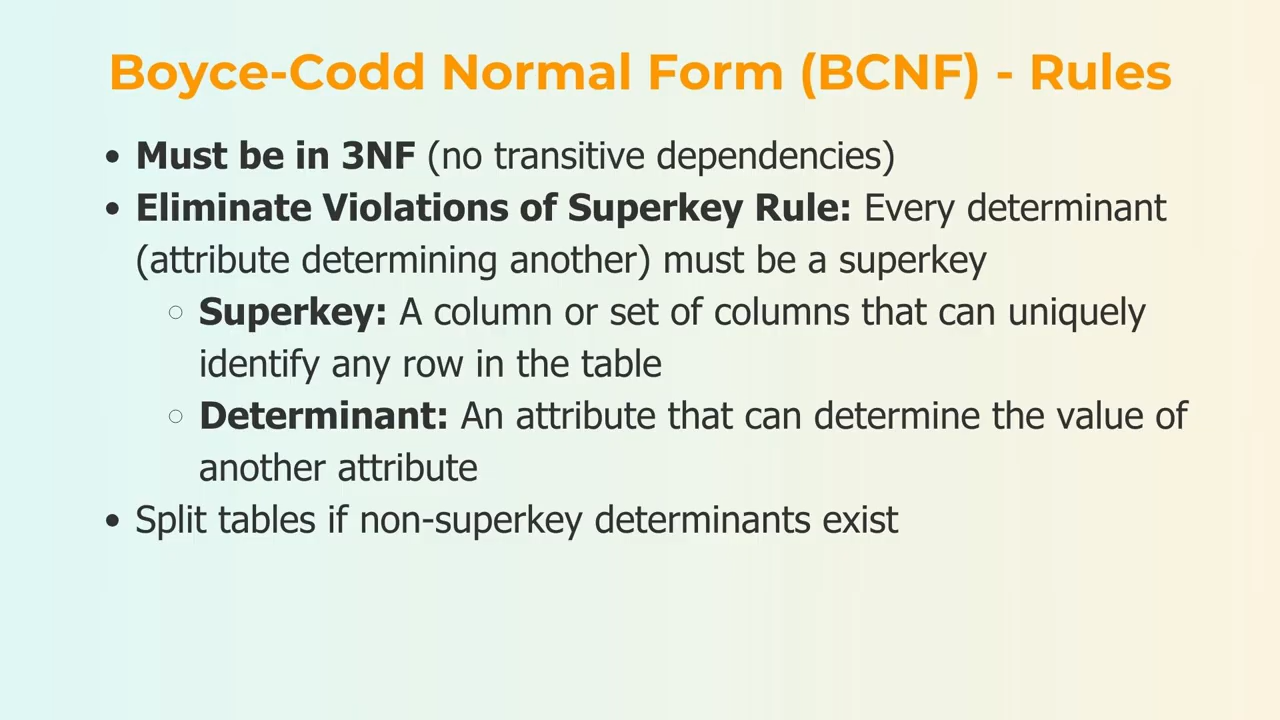 Boyce-Codd Normal Form (BCNF) - Rules
• Must be in 3NF (no transitive dependencies)
• Eliminate Violations of Superkey Rule: Every determinant
(attribute determining another) must be a superkey
○ Superkey: A column or set of columns that can uniquely
identify any row in the table
○ Determinant: An attribute that can determine the value of
another attribute
• Split tables if non-superkey determinants exist